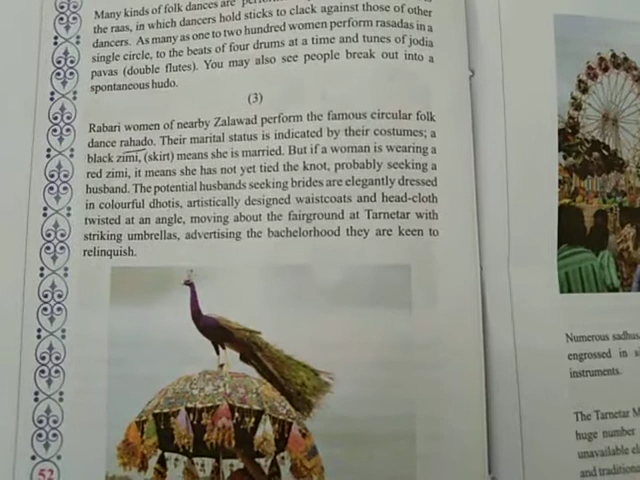 Many kinds of folk dances are
the raas, in which dancers hold sticks to clack against those of other
dancers. As many as one to two hundred women perform rasadas in a
single circle, to the beats of four drums at a time and tunes of jodia
pavas (double flutes). You may also see people break out into a
spontaneous hudo.
(3)
Rabari women of nearby Zalawad perform the famous circular folk
dance rahado. Their marital status is indicated by their costumes; a
black zimi, (skirt) means she is married. But if a woman is wearing a
red zimi, it means she has not yet tied the knot, probably seeking a
husband. The potential husbands seeking brides are elegantly dressed
in colourful dhotis, artistically designed waistcoats and head-cloth
twisted at an angle, moving about the fairground at Tarnetar with
striking umbrellas, advertising the bachelorhood they are keen to
relinquish.
52
Numerous sadhus
engrossed in
instruments.
The Tarnetar
huge number
unavailable
and